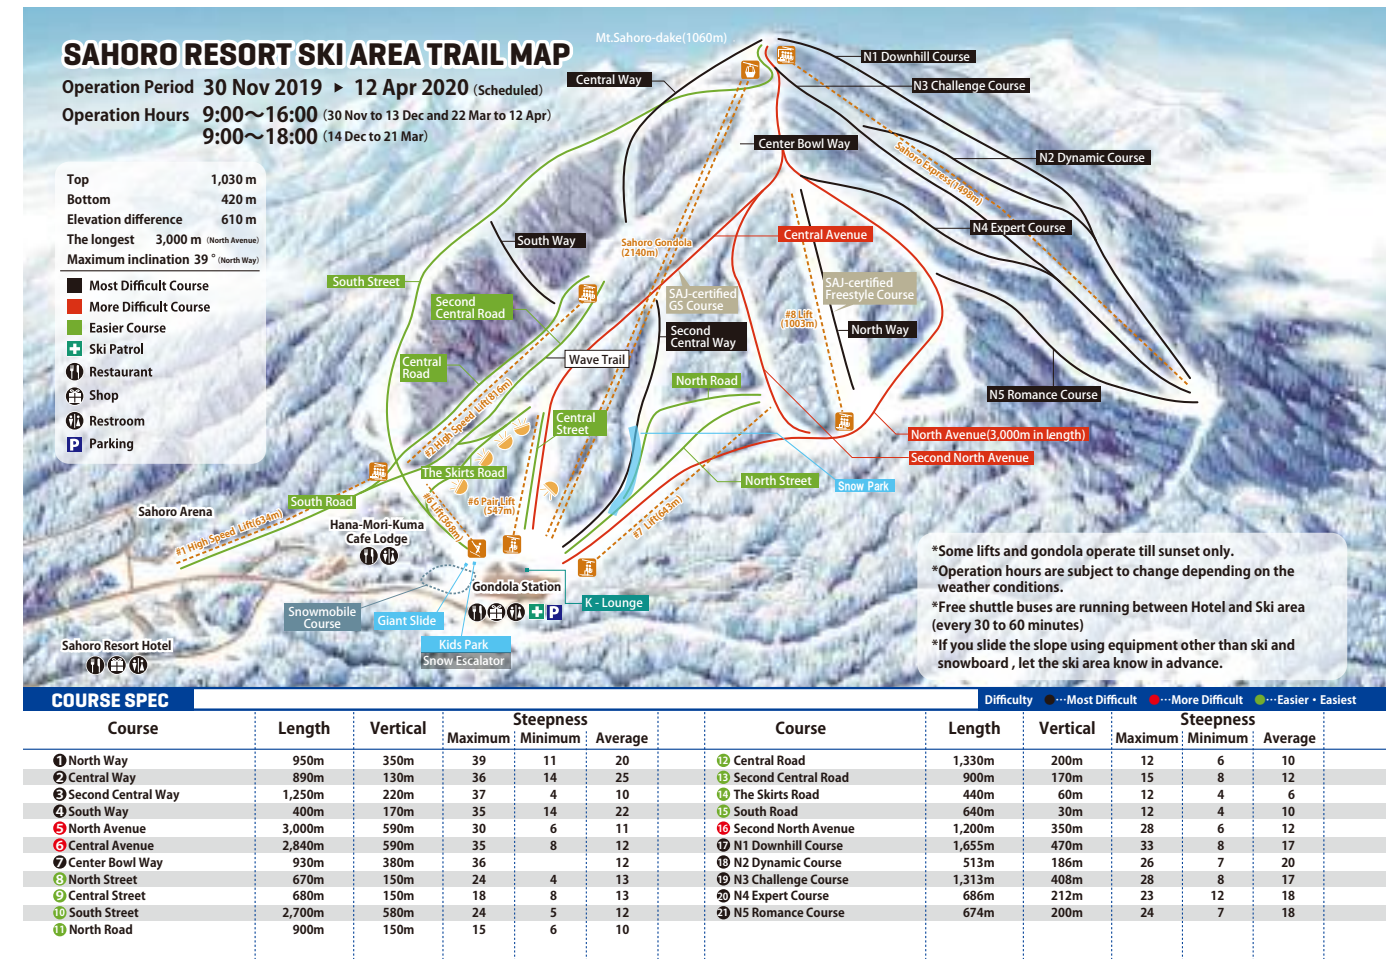 SAHORO RESORT SKI AREA TRAIL MAP
Operation Period 30 Nov 2019 ▶ 12 Apr 2020 (Scheduled)
Operation Hours 9:00〜16:00 (30 Nov to 13 Dec and 22 Mar to 12 Apr)
9:00〜18:00 (14 Dec to 21 Mar)
Top 1,030 m
Bottom 420 m
Elevation difference 610 m
The longest 3,000 m (North Avenue)
Maximum inclination 39 ° (North Way)
Most Difficult Course
More Difficult Course
Easier Course
Ski Patrol
Restaurant
Shop
Restroom
P Parking
Mt.Sahoro-dake(1060m)
Central Way
N1 Downhill Course
N3 Challenge Course
Center Bowl Way
N2 Dynamic Course
Sahoro Express(1498m)
N4 Expert Course
South Way
Sahoro Gondola
(2140m)
Central Avenue
South Street
Second
Central Road
SAJ-certified
GS Course
SAJ-certified
Freestyle Course
#8 Lift
(1003m)
North Way
Second
Central Way
Wave Trail
Central
Road
North Road
N5 Romance Course
#2 High Speed Lift(816m)
Central
Street
North Avenue(3,000m in length)
Second North Avenue
The Skirts Road
North Street
Snow Park
South Road
#6 Lift(368m)
#6 Pair Lift
(547m)
#7 Lift(643m)
Sahoro Arena
#1 High Speed Lift(634m)
Hana-Mori-Kuma
Cafe Lodge
Gondola Station
P
K - Lounge
Snowmobile
Course
Giant Slide
Kids Park
Snow Escalator
Sahoro Resort Hotel
*Some lifts and gondola operate till sunset only.
*Operation hours are subject to change depending on the
weather conditions.
*Free shuttle buses are running between Hotel and Ski area
(every 30 to 60 minutes)
*If you slide the slope using equipment other than ski and
snowboard , let the ski area know in advance.
COURSE SPEC
Difficulty ●…Most Difficult ●…More Difficult ●…Easier・Easiest
Course Length Vertical Steepness Maximum Minimum Average
1 North Way 950m 350m 39 11 20
2 Central Way 890m 130m 36 14 25
3 Second Central Way 1,250m 220m 37 4 10
4 South Way 400m 170m 35 14 22
5 North Avenue 3,000m 590m 30 6 11
6 Central Avenue 2,840m 590m 35 8 12
7 Center Bowl Way 930m 380m 36 12
8 North Street 670m 150m 24 4 13
9 Central Street 680m 150m 18 8 13
10 South Street 2,700m 580m 24 5 12
11 North Road 900m 150m 15 6 10
Course Length Vertical Steepness Maximum Minimum Average
12 Central Road 1,330m 200m 12 6 10
13 Second Central Road 900m 170m 15 8 12
14 The Skirts Road 440m 60m 12 4 6
15 South Road 640m 30m 12 4 10
16 Second North Avenue 1,200m 350m 28 6 12
17 N1 Downhill Course 1,655m 470m 33 8 17
18 N2 Dynamic Course 513m 186m 26 7 20
19 N3 Challenge Course 1,313m 408m 28 8 17
20 N4 Expert Course 686m 212m 23 12 18
21 N5 Romance Course 674m 200m 24 7 18